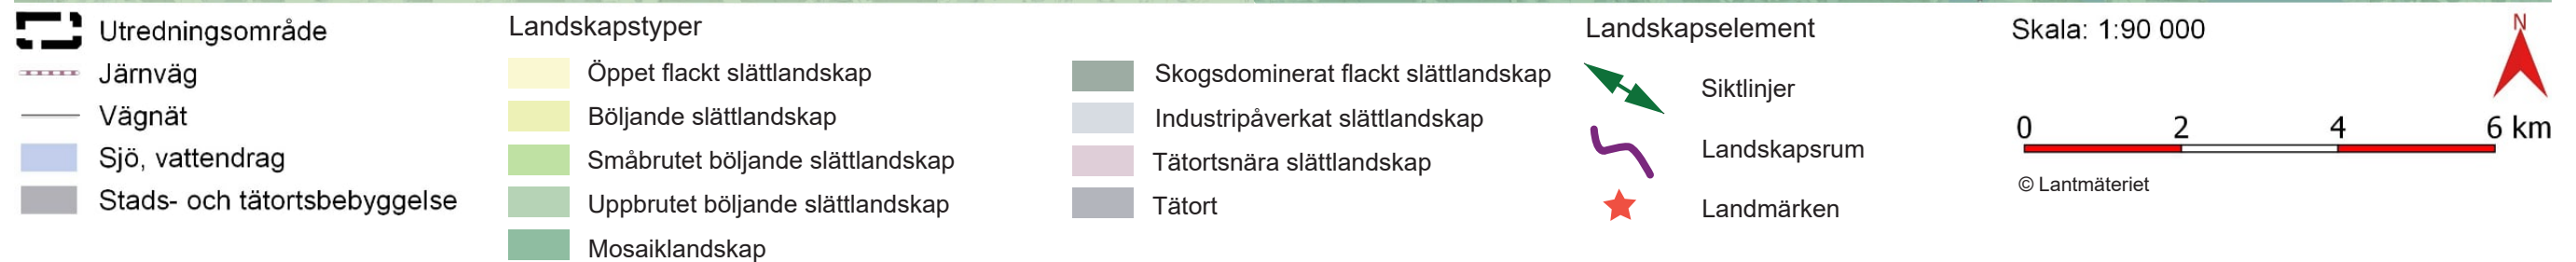 Utredningsområde
Järnväg
Vägnät
Sjö, vattendrag
Stads- och tätortsbebyggelse
Landskapstyper
Öppet flackt slättlandskap
Böljande slättlandskap
Småbrutet böljande slättlandskap
Uppbrutet böljande slättlandskap
Mosaiklandskap
Skogsdominerat flackt slättlandskap
Industripåverkat slättlandskap
Tätortsnära slättlandskap
Tätort
Landskapselement
Siktlinjer
Landskapsrum
Landmärken
Skala: 1:90 000
N
0 2 4 6 km
© Lantmäteriet